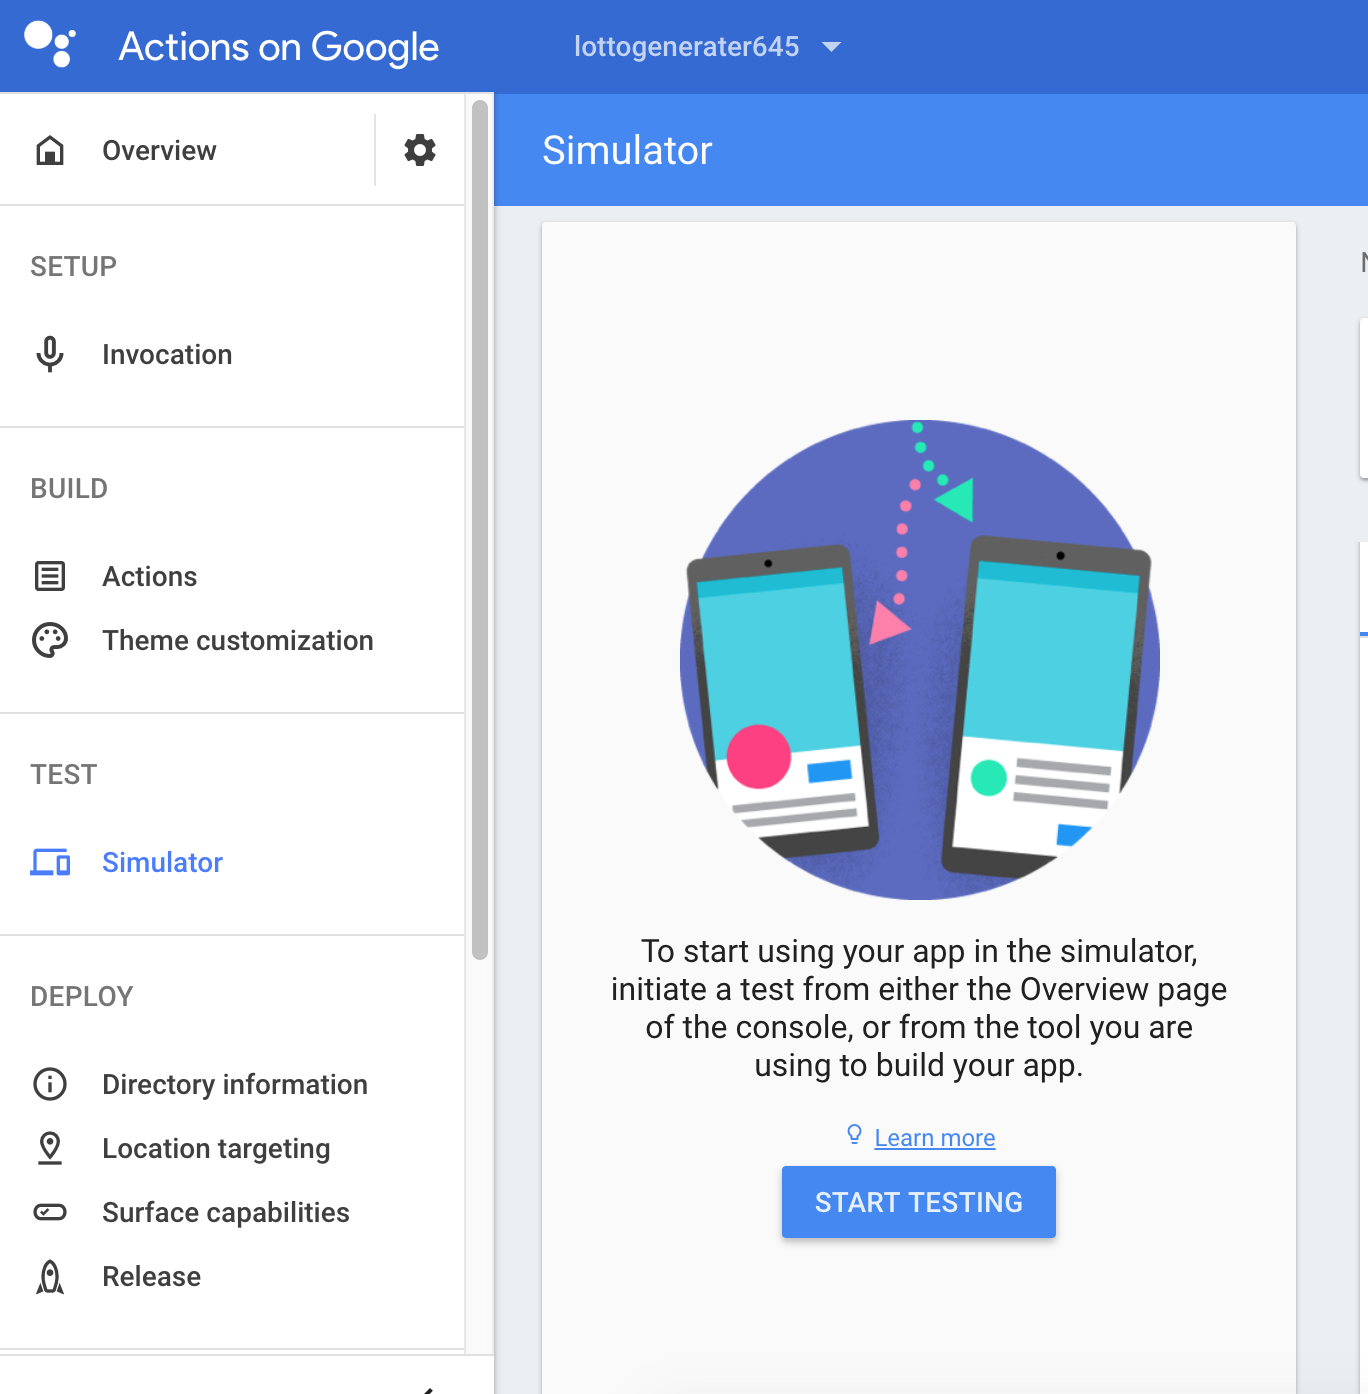 Actions on Google
lottogenerater645
Overview
Simulator
SETUP
Invocation
BUILD
Actions
Theme customization
TEST
Simulator
DEPLOY
Directory information
Location targeting
Surface capabilities
Release
To start using your app in the simulator,
initiate a test from either the Overview page
of the console, or from the tool you are
using to build your app.
Learn more
START TESTING